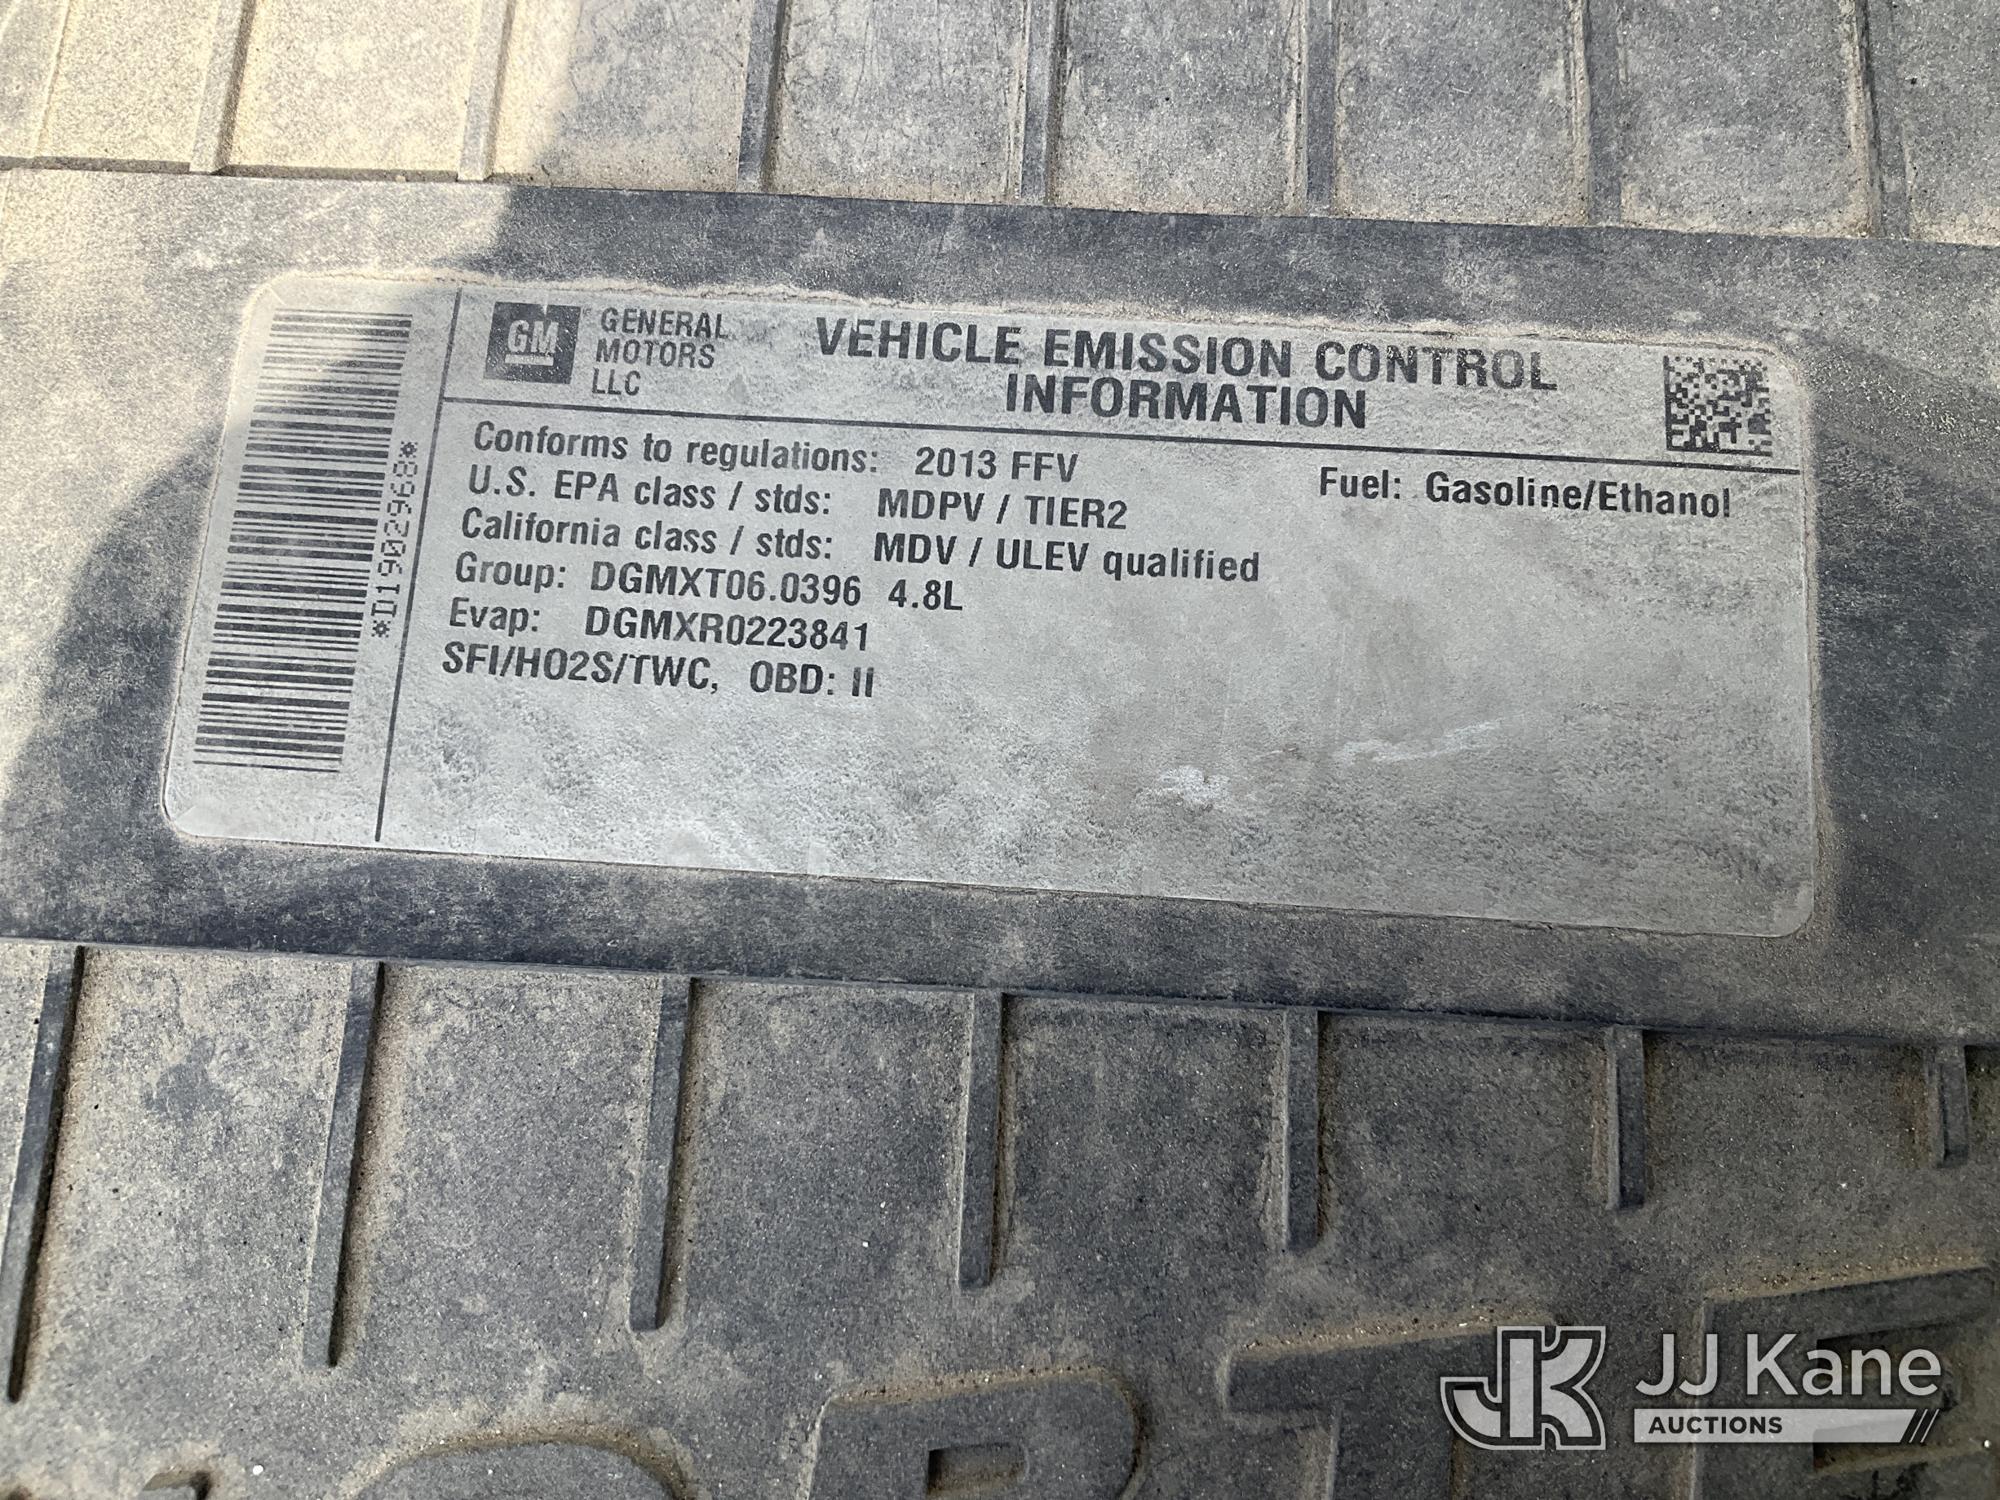 GM
GENERAL
MOTORS
LLC
VEHICLE EMISSION CONTROL
INFORMATION
Conforms to regulations: 2013 FFV
Fuel: Gasoline/Ethanol
U.S. EPA class / stds: MDPV / TIER2
California class / stds: MDV / ULEV qualified
Group: DGMXT06.0396 4.8L
Evap: DGMXR0223841
SFI/HO2S/TWC, OBD: II
*D19029968*
JK
JJ Kane
AUCTIONS